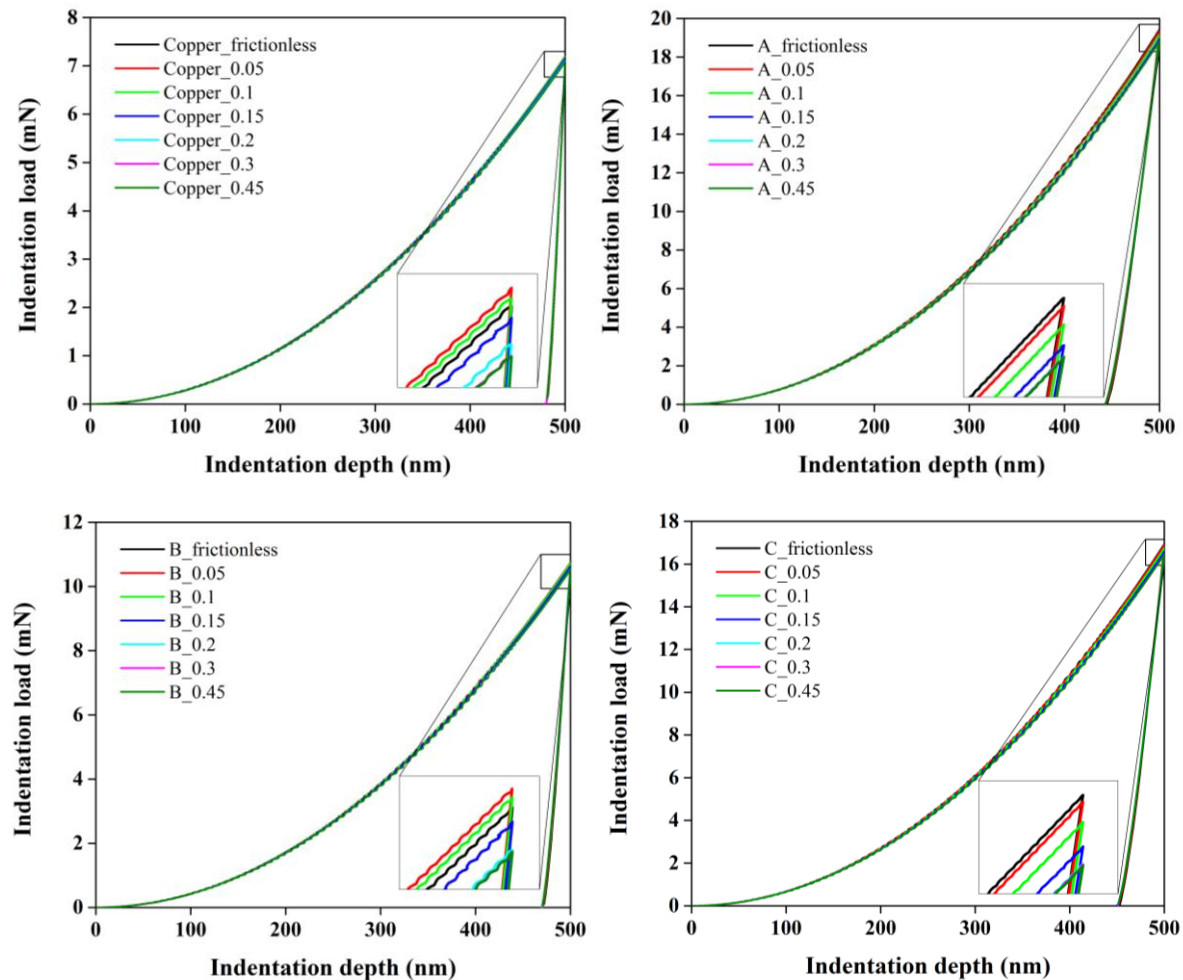 8
7
6
5
4
3
2
1
0
Indentation load (mN)
Copper_frictionless
Copper_0.05
Copper_0.1
Copper_0.15
Copper_0.2
Copper_0.3
Copper_0.45
0 100 200 300 400 500
Indentation depth (nm)
20
18
16
14
12
10
8
6
4
2
0
Indentation load (mN)
A_frictionless
A_0.05
A_0.1
A_0.15
A_0.2
A_0.3
A_0.45
0 100 200 300 400 500
Indentation depth (nm)
12
10
8
6
4
2
0
Indentation load (mN)
B_frictionless
B_0.05
B_0.1
B_0.15
B_0.2
B_0.3
B_0.45
0 100 200 300 400 500
Indentation depth (nm)
18
16
14
12
10
8
6
4
2
0
Indentation load (mN)
C_frictionless
C_0.05
C_0.1
C_0.15
C_0.2
C_0.3
C_0.45
0 100 200 300 400 500
Indentation depth (nm)